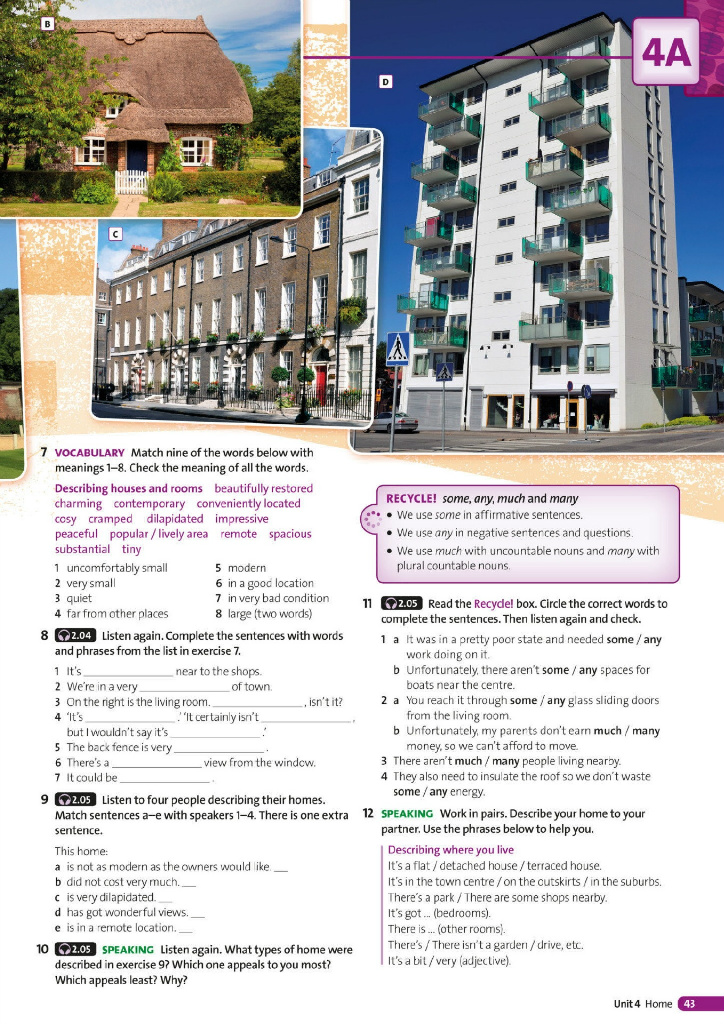 B
4A
D
C
7 VOCABULARY Match nine of the words below with
meanings 1–8. Check the meaning of all the words.
Describing houses and rooms beautifully restored
charming contemporary conveniently located
cosy cramped dilapidated impressive
peaceful popular / lively area remote spacious
substantial tiny
1 uncomfortably small
2 very small
3 quiet
4 far from other places
5 modern
6 in a good location
7 in very bad condition
8 large (two words)
8 2.04 Listen again. Complete the sentences with words
and phrases from the list in exercise 7.
1 It's ______ near to the shops.
2 We're in a very ______ of town.
3 On the right is the living room. ______, isn't it?
4 'It's ______.' 'It certainly isn't ______,
but I wouldn't say it's ______.'
5 The back fence is very ______.
6 There's a ______ view from the window.
7 It could be ______.
9 2.05 Listen to four people describing their homes.
Match sentences a–e with speakers 1–4. There is one extra
sentence.
This home:
a is not as modern as the owners would like. __
b did not cost very much. __
c is very dilapidated. __
d has got wonderful views. __
e is in a remote location. __
10 2.05 SPEAKING Listen again. What types of home were
described in exercise 9? Which one appeals to you most?
Which appeals least? Why?
RECYCLE! some, any, much and many
• We use some in affirmative sentences.
• We use any in negative sentences and questions.
• We use much with uncountable nouns and many with
plural countable nouns.
11 2.05 Read the Recycle! box. Circle the correct words to
complete the sentences. Then listen again and check.
1 a It was in a pretty poor state and needed some / any
work doing on it.
b Unfortunately, there aren't some / any spaces for
boats near the centre.
2 a You reach it through some / any glass sliding doors
from the living room.
b Unfortunately, my parents don't earn much / many
money, so we can't afford to move.
3 There aren't much / many people living nearby.
4 They also need to insulate the roof so we don't waste
some / any energy.
12 SPEAKING Work in pairs. Describe your home to your
partner. Use the phrases below to help you.
Describing where you live
It's a flat / detached house / terraced house.
It's in the town centre / on the outskirts / in the suburbs.
There's a park / There are some shops nearby.
It's got ... (bedrooms).
There is ... (other rooms).
There's / There isn't a garden / drive, etc.
It's a bit / very (adjective).
Unit 4 Home 43